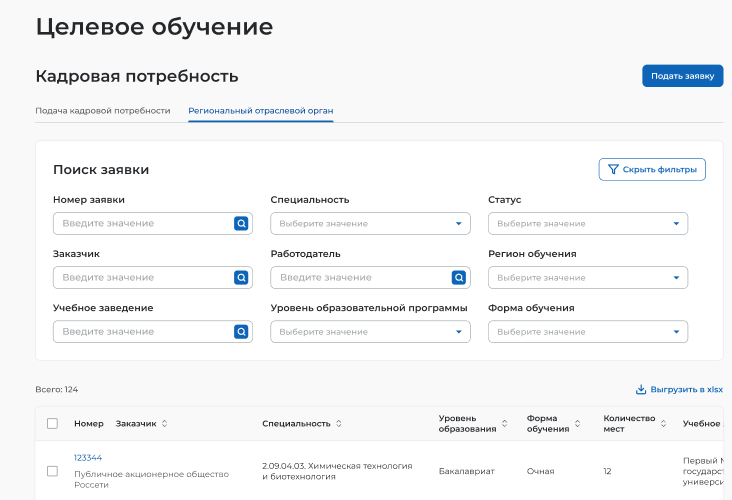 Целевое обучение
Кадровая потребность
Подать заявку
Подача кадровой потребности
Региональный отраслевой орган
Поиск заявки
Скрыть фильтры
Номер заявки
Специальность
Статус
Введите значение
Выберите значение
Выберите значение
Заказчик
Работодатель
Регион обучения
Введите значение
Введите значение
Выберите значение
Учебное заведение
Уровень образовательной программы
Форма обучения
Введите значение
Выберите значение
Выберите значение
Всего: 124
Выгрузить в xlsx
Номер
Заказчик
Специальность
Уровень
образования
Форма
обучения
Количество
мест
Учебное
123344
Публичное акционерное общество
Россети
2.09.04.03. Химическая технология
и биотехнология
Бакалавриат
Очная
12
Первый
государст
универси